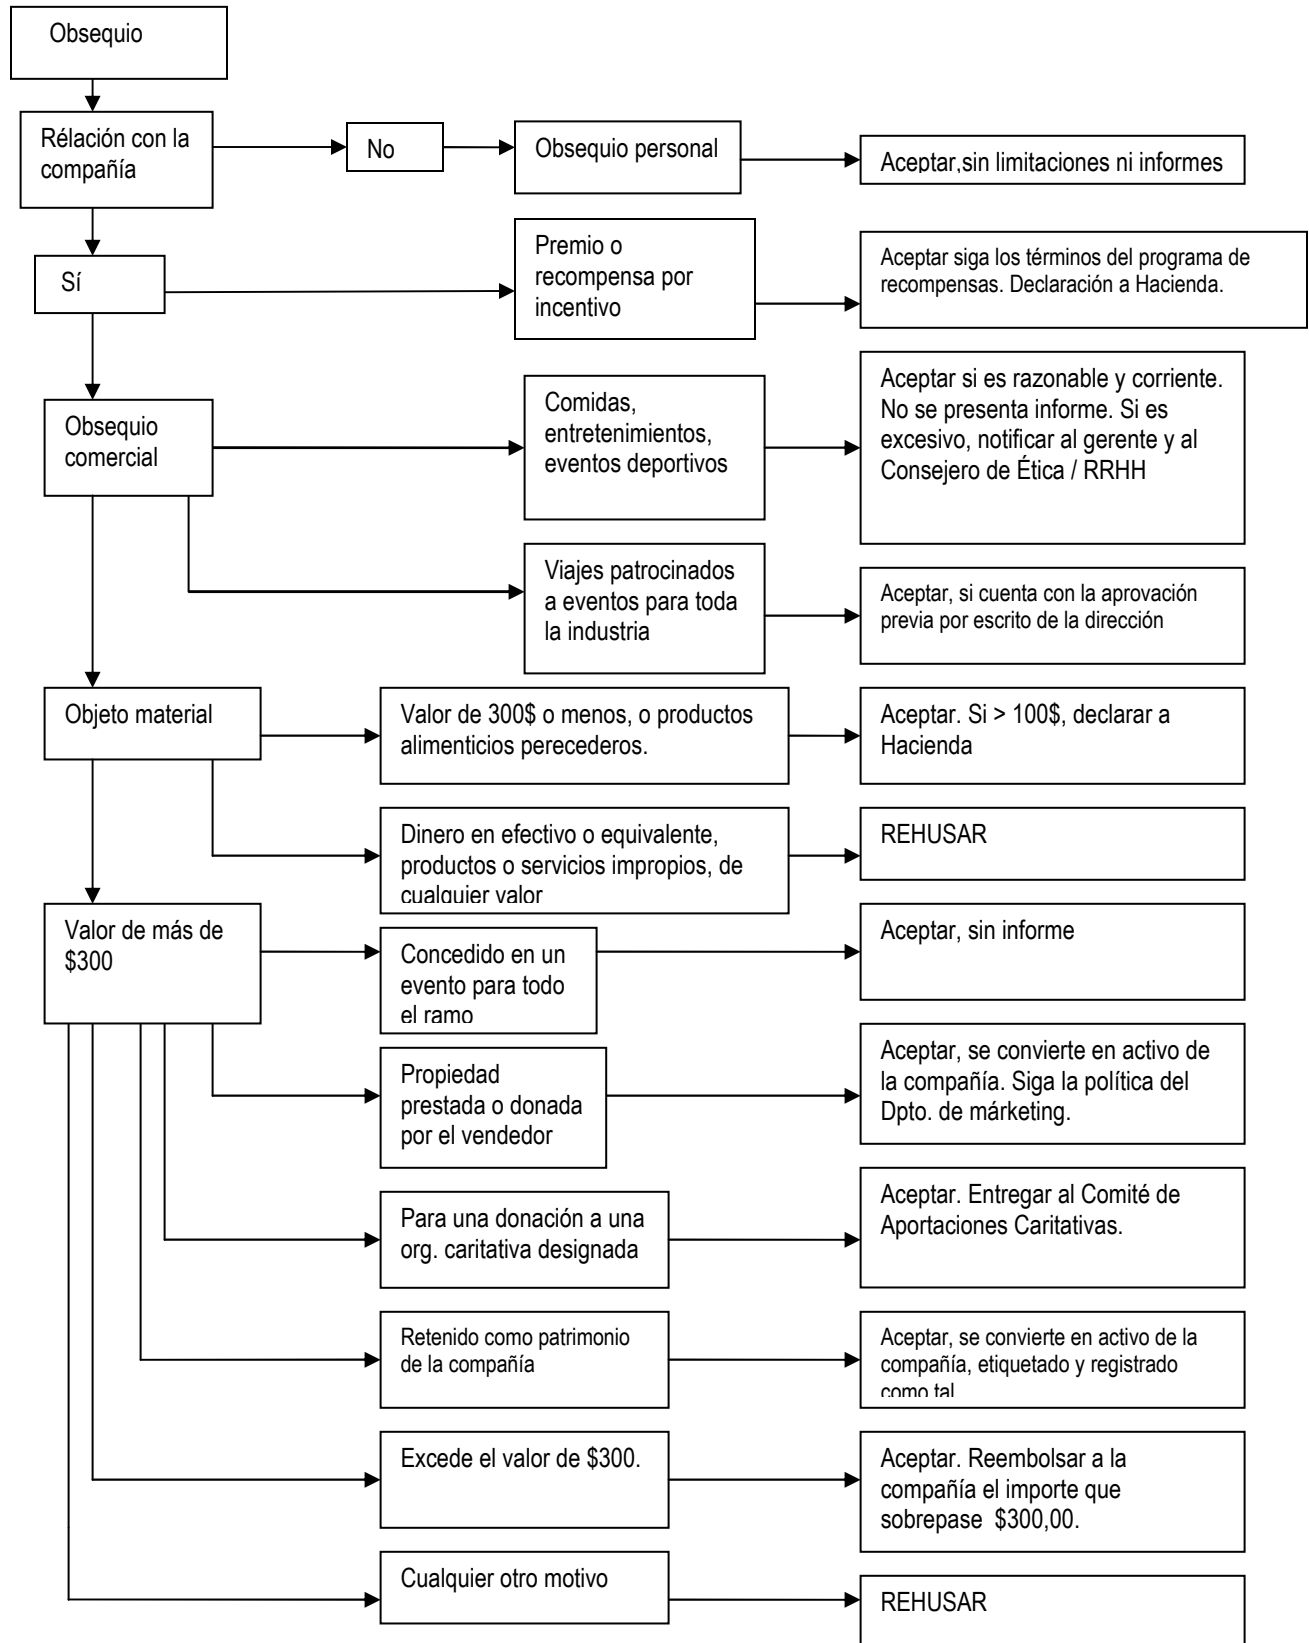 Obsequio
Rélación con la
compañía
No
Obsequio personal
Aceptar,sin limitaciones ni informes
Sí
Premio o
recompensa por
incentivo
Aceptar siga los términos del programa de
recompensas. Declaración a Hacienda.
Obsequio
comercial
Comidas,
entretenimientos,
eventos deportivos
Aceptar si es razonable y corriente.
No se presenta informe. Si es
excesivo, notificar al gerente y al
Consejero de Ética / RRHH
Viajes patrocinados
a eventos para toda
la industria
Aceptar, si cuenta con la aprovación
previa por escrito de la dirección
Objeto material
Valor de 300$ o menos, o productos
alimenticios perecederos.
Aceptar. Si > 100$, declarar a
Hacienda
Dinero en efectivo o equivalente,
productos o servicios impropios, de
cualquier valor
REHUSAR
Valor de más de
$300
Concedido en un
evento para todo
el ramo
Aceptar, sin informe
Propiedad
prestada o donada
por el vendedor
Aceptar, se convierte en activo de
la compañía. Siga la política del
Dpto. de márketing.
Para una donación a una
org. caritativa designada
Aceptar. Entregar al Comité de
Aportaciones Caritativas.
Retenido como patrimonio
de la compañía
Aceptar, se convierte en activo de la
compañía, etiquetado y registrado
como tal
Excede el valor de $300.
Aceptar. Reembolsar a la
compañía el importe que
sobrepase $300,00.
Cualquier otro motivo
REHUSAR